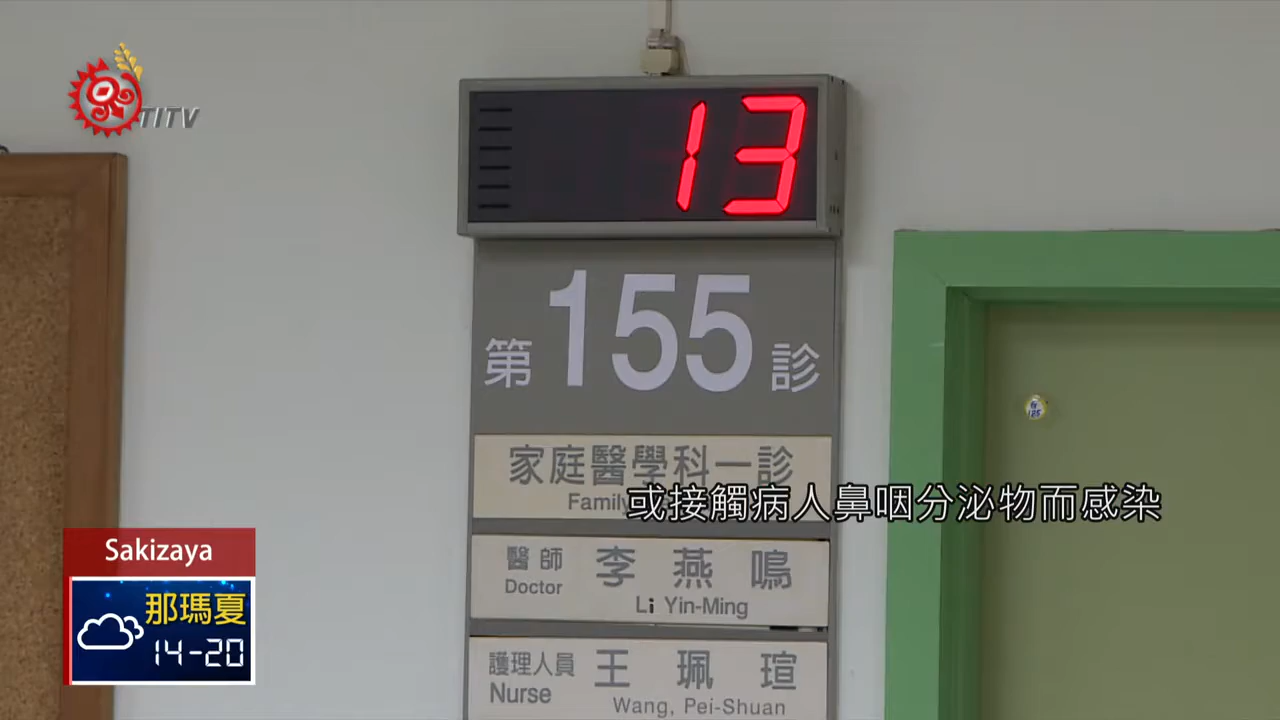 TITV
13
第155診
家庭醫學科一診
Family
或接觸病人鼻咽分泌物而感染
醫師 李燕鳴
Doctor Li Yin-Ming
護理人員 王珮瑄
Nurse Wang, Pei-Shuan
Sakizaya
那瑪夏
14-20